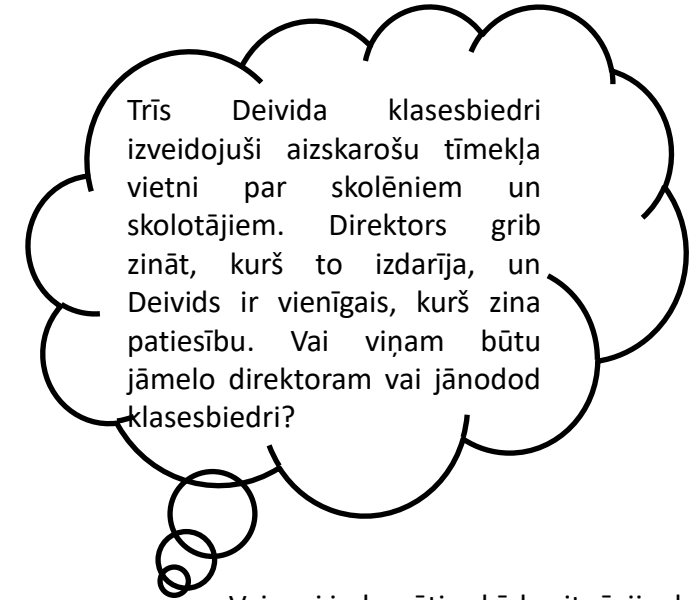 Trīs Deivida klasesbiedri
izveidojuši aizskarošu tīmekļa
vietni par skolēniem un
skolotājiem. Direktors grib
zināt, kurš to izdarīja, un
Deivids ir vienīgais, kurš zina
patiesību. Vai viņam būtu
jāmelo direktoram vai jānodod
klasesbiedri?